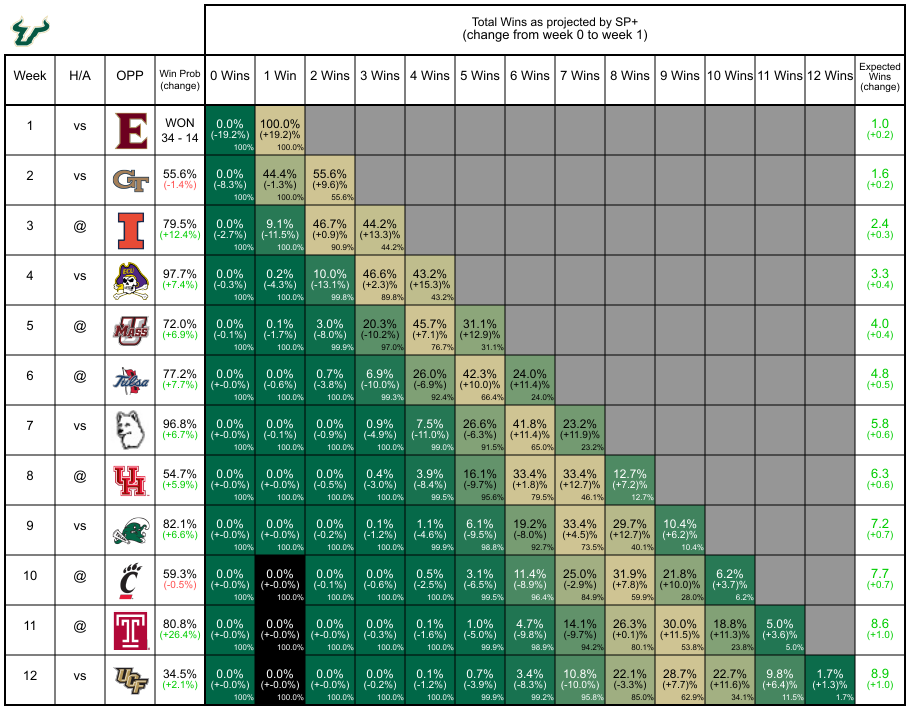 Total Wins as projected by SP+
(change from week 0 to week 1)
Week H/A OPP Win Prob (change) 0 Wins 1 Win 2 Wins 3 Wins 4 Wins 5 Wins 6 Wins 7 Wins 8 Wins 9 Wins 10 Wins 11 Wins 12 Wins Expected Wins (change)
1 vs E WON 0.0% 100.0% 1.0
34 - 14 (-19.2%) (+19.2)% (+0.2)
100% 100.0%
2 vs GT 55.6% 0.0% 44.4% 55.6% 1.6
(-1.4%) (-8.3%) (-1.3%) (+9.6)% (+0.2)
100% 100.0% 55.6%
3 @ I 79.5% 0.0% 9.1% 46.7% 44.2% 2.4
(+12.4%) (-2.7%) (-11.5%) (+0.9)% (+13.3)% (+0.3)
100% 100.0% 90.9% 44.2%
4 vs ECU 97.7% 0.0% 0.2% 10.0% 46.6% 43.2% 3.3
(+7.4%) (-0.3%) (-4.3%) (-13.1%) (+2.3)% (+15.3)% (+0.4)
100% 100.0% 99.8% 89.8% 43.2%
5 @ MASS 72.0% 0.0% 0.1% 3.0% 20.3% 45.7% 31.1% 4.0
(+6.9%) (-0.1%) (-1.7%) (-8.0%) (-10.2%) (+7.1)% (+12.9)% (+0.4)
100% 100.0% 99.9% 97.0% 76.7% 31.1%
6 @ Tulsa 77.2% 0.0% 0.0% 0.7% 6.9% 26.0% 42.3% 24.0% 4.8
(+7.7%) (+-0.0%) (-0.6%) (-3.8%) (-10.0%) (-6.9%) (+10.0)% (+11.4)% (+0.5)
100% 100.0% 100.0% 99.3% 92.4% 66.4% 24.0%
7 vs 96.8% 0.0% 0.0% 0.0% 0.9% 7.5% 26.6% 41.8% 23.2% 5.8
(+6.7%) (+-0.0%) (-0.1%) (-0.9%) (-4.9%) (-11.0%) (-6.3%) (+11.4)% (+11.9)% (+0.6)
100% 100.0% 100.0% 100.0% 99.0% 91.5% 65.0% 23.2%
8 @ UH 54.7% 0.0% 0.0% 0.0% 0.4% 3.9% 16.1% 33.4% 33.4% 12.7% 6.3
(+5.9%) (+-0.0%) (+-0.0%) (-0.5%) (-3.0%) (-8.4%) (-9.7%) (+1.8)% (+12.7)% (+7.2)% (+0.6)
100% 100.0% 100.0% 100.0% 99.5% 95.6% 79.5% 46.1% 12.7%
9 vs 82.1% 0.0% 0.0% 0.0% 0.1% 1.1% 6.1% 19.2% 33.4% 29.7% 10.4% 7.2
(+6.6%) (+-0.0%) (+-0.0%) (-0.2%) (-1.2%) (-4.6%) (-9.5%) (-8.0%) (+4.5)% (+12.7)% (+6.2)% (+0.7)
100% 100.0% 100.0% 100.0% 99.9% 98.8% 92.7% 73.5% 40.1% 10.4%
10 @ C 59.3% 0.0% 0.0% 0.0% 0.0% 0.5% 3.1% 11.4% 25.0% 31.9% 21.8% 6.2% 7.7
(-0.5%) (+-0.0%) (+-0.0%) (-0.1%) (-0.6%) (-2.5%) (-6.5%) (-8.9%) (-2.9%) (+7.8)% (+10.0)% (+3.7)% (+0.7)
100% 100.0% 100.0% 100.0% 100.0% 99.5% 96.4% 84.9% 59.9% 28.0% 6.2%
11 @ T 80.8% 0.0% 0.0% 0.0% 0.0% 0.1% 1.0% 4.7% 14.1% 26.3% 30.0% 18.8% 5.0% 8.6
(+26.4%) (+-0.0%) (+-0.0%) (+-0.0%) (-0.3%) (-1.6%) (-5.0%) (-9.8%) (-9.7%) (+0.1)% (+11.5)% (+11.3)% (+3.6)% (+1.0)
100% 100.0% 100.0% 100.0% 100.0% 99.9% 98.9% 94.2% 80.1% 53.8% 23.8% 5.0%
12 vs UCF 34.5% 0.0% 0.0% 0.0% 0.0% 0.1% 0.7% 3.4% 10.8% 22.1% 28.7% 22.7% 9.8% 1.7% 8.9
(+2.1%) (+-0.0%) (+-0.0%) (+-0.0%) (-0.2%) (-1.2%) (-3.9%) (-8.3%) (-10.0%) (-3.3%) (+7.7)% (+11.6)% (+6.4)% (+1.3)% (+1.0)
100% 100.0% 100.0% 100.0% 100.0% 99.9% 99.2% 95.8% 85.0% 62.9% 34.1% 11.5% 1.7%